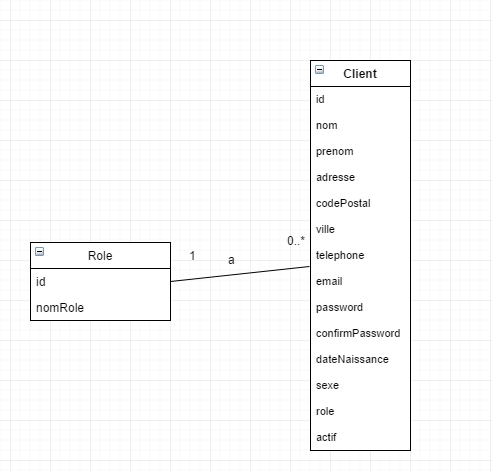 Client
id
nom
prenom
adresse
codePostal
ville
telephone
email
password
confirmPassword
dateNaissance
sexe
role
actif
0..*
1
a
Role
id
nomRole